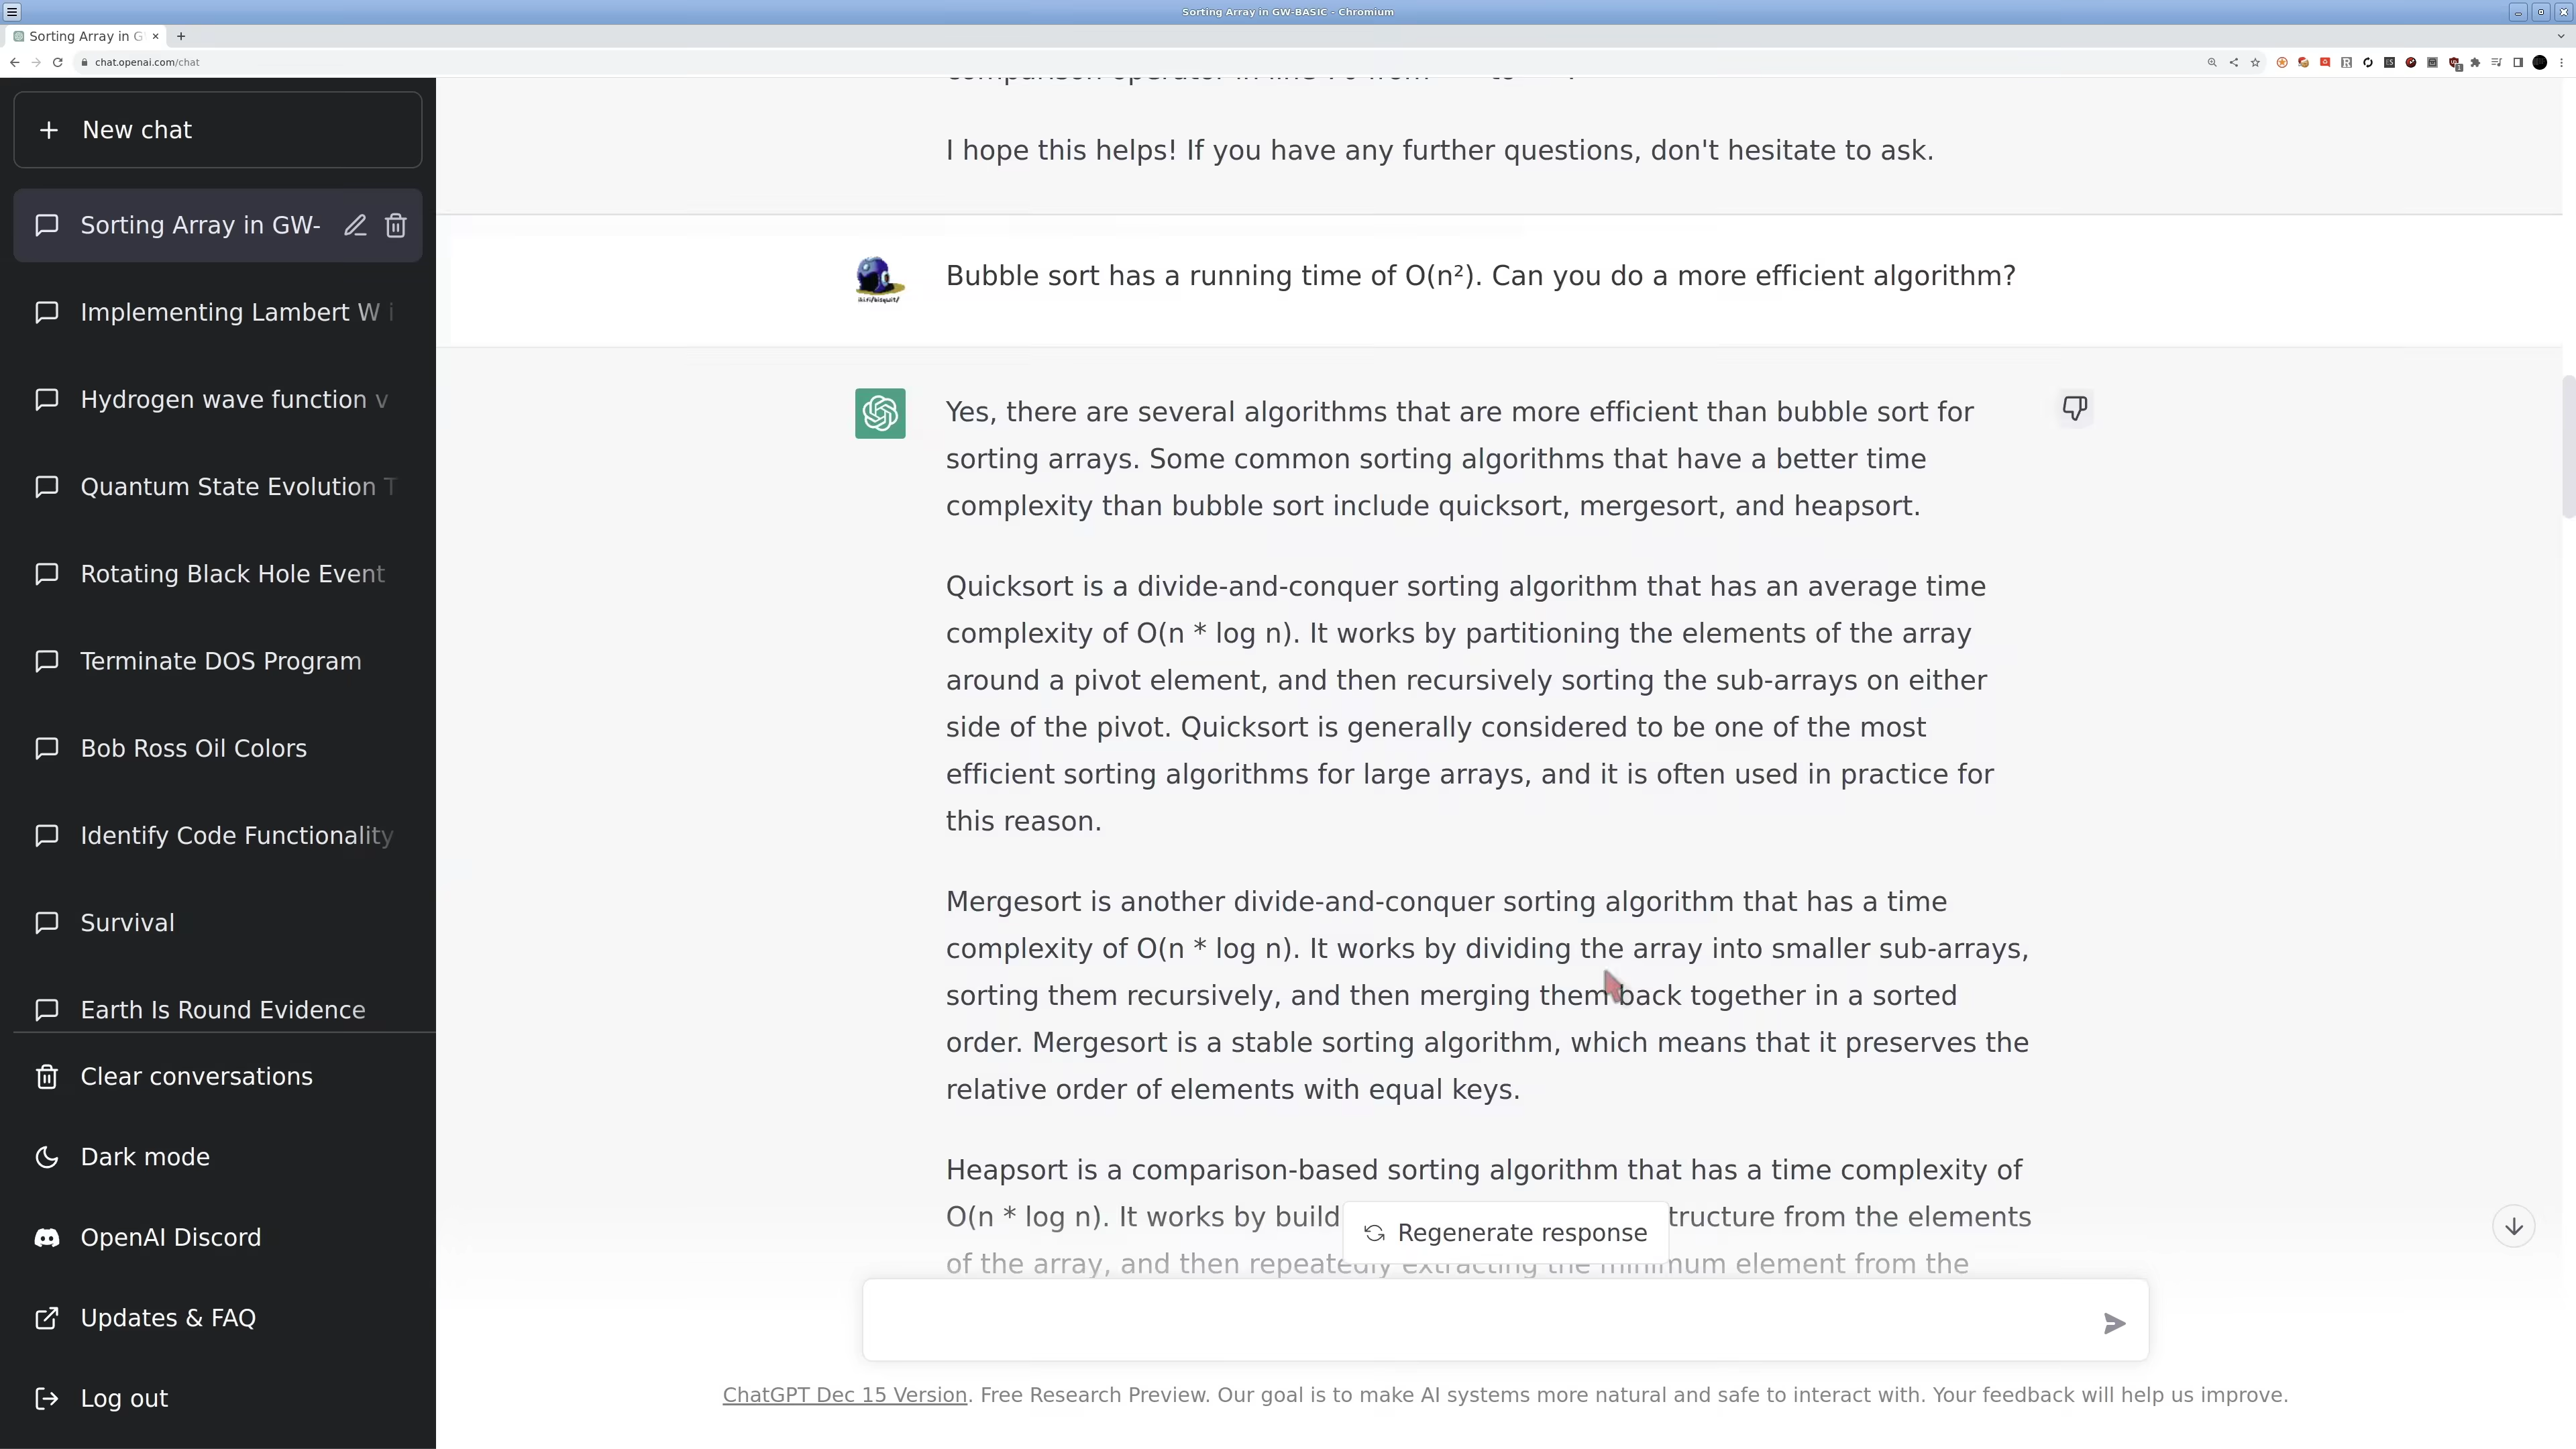 Sorting Array in GW-BASIC - Chromium
Sorting Array in G
chat.openai.com/chat
New chat
Sorting Array in GW-
Implementing Lambert W i
Hydrogen wave function v
Quantum State Evolution T
Rotating Black Hole Event
Terminate DOS Program
Bob Ross Oil Colors
Identify Code Functionality
Survival
Earth Is Round Evidence
Clear conversations
Dark mode
OpenAI Discord
Updates & FAQ
Log out
comparison operator in line from to
I hope this helps! If you have any further questions, don't hesitate to ask.
iki.fi/bisqwit/
Bubble sort has a running time of O(n²). Can you do a more efficient algorithm?
Yes, there are several algorithms that are more efficient than bubble sort for
sorting arrays. Some common sorting algorithms that have a better time
complexity than bubble sort include quicksort, mergesort, and heapsort.
Quicksort is a divide-and-conquer sorting algorithm that has an average time
complexity of O(n * log n). It works by partitioning the elements of the array
around a pivot element, and then recursively sorting the sub-arrays on either
side of the pivot. Quicksort is generally considered to be one of the most
efficient sorting algorithms for large arrays, and it is often used in practice for
this reason.
Mergesort is another divide-and-conquer sorting algorithm that has a time
complexity of O(n * log n). It works by dividing the array into smaller sub-arrays,
sorting them recursively, and then merging them back together in a sorted
order. Mergesort is a stable sorting algorithm, which means that it preserves the
relative order of elements with equal keys.
Heapsort is a comparison-based sorting algorithm that has a time complexity of
O(n * log n). It works by build tructure from the elements
of the array, and then repeatedly extracting the minimum element from the
Regenerate response
ChatGPT Dec 15 Version. Free Research Preview. Our goal is to make AI systems more natural and safe to interact with. Your feedback will help us improve.